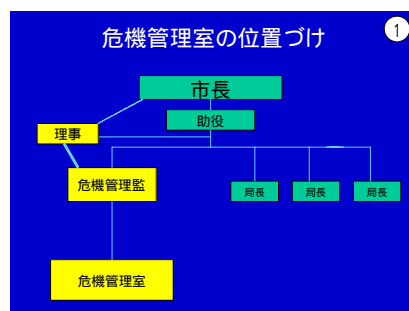 危機管理室の位置づけ
1
市長
助役
理事
危機管理監
局長 局長 局長
危機管理室